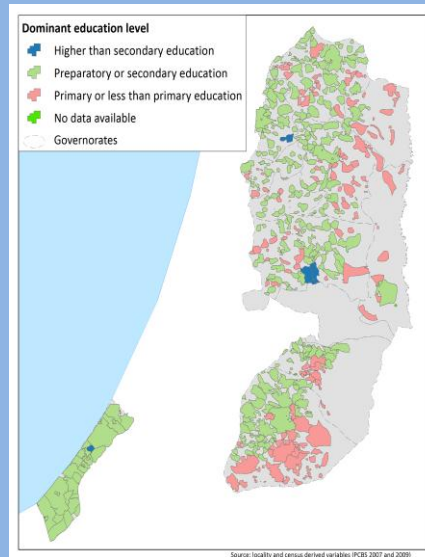 Dominant education level
Higher than secondary education
Preparatory or secondary education
Primary or less than primary education
No data available
Governorates
Source: locality and census derived variables (PCBS 2007 and 2009)